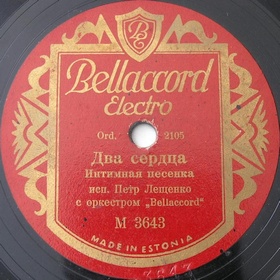 B
Bellaccord
Electro
Ord. 2105
Два сердца
Интимная песенка
исп. Петр Лещенко
с оркестром „Bellaccord“
M 3643
MADE IN ESTONIA